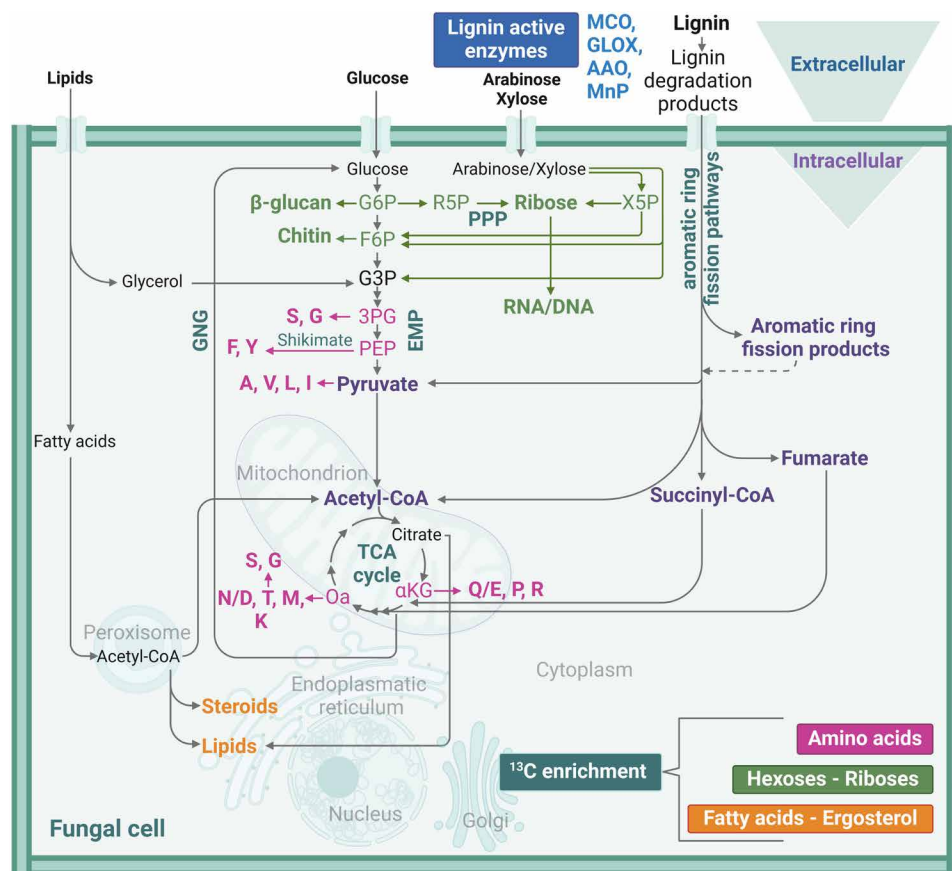 Lignin active
enzymes
MCO,
GLOX,
AAO,
MnP
Lignin
Lignin
degradation
products
Extracellular
Intracellular
Lipids
Glucose
Arabinose
Xylose
Glucose
Arabinose/Xylose
β-glucan
G6P
R5P
Ribose
X5P
PPP
Chitin
F6P
aromatic ring
fission pathways
Glycerol
G3P
RNA/DNA
GNG
EMP
S, G
3PG
Shikimate
F, Y
PEP
Aromatic ring
fission products
A, V, L, I
Pyruvate
Fatty acids
Mitochondrion
Fumarate
Acetyl-CoA
Succinyl-CoA
Citrate
TCA
cycle
S, G
N/D, T, M,
K
Oa
αKG
Q/E, P, R
Peroxisome
Acetyl-CoA
Cytoplasm
Endoplasmatic
reticulum
Steroids
Lipids
Nucleus
Golgi
¹³C enrichment
Amino acids
Hexoses - Riboses
Fatty acids - Ergosterol
Fungal cell